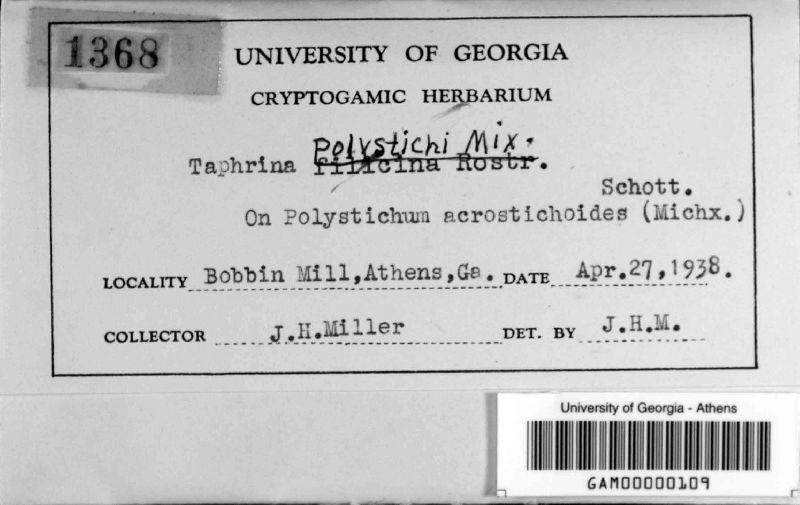 1368
UNIVERSITY OF GEORGIA
CRYPTOGAMIC HERBARIUM
Polystichi Mix.
Taphrina filicina Rostr.
Schott.
On Polystichum acrostichoides (Michx.)
LOCALITY Bobbin Mill, Athens, Ga. DATE Apr. 27, 1938.
COLLECTOR J.H.Miller DET. BY J.H.M.
University of Georgia - Athens
GAM00000109